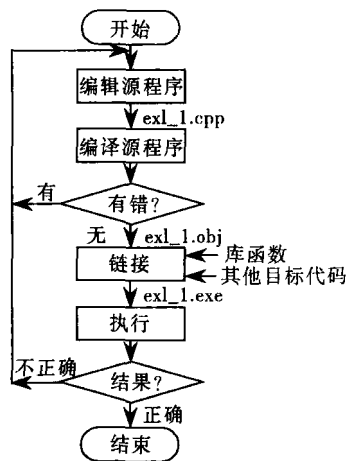 开始
编辑源程序
exl_1.cpp
编译源程序
有
有错?
无
exl_1.obj
链接
库函数
其他目标代码
exl_1.exe
执行
不正确
结果?
正确
结束